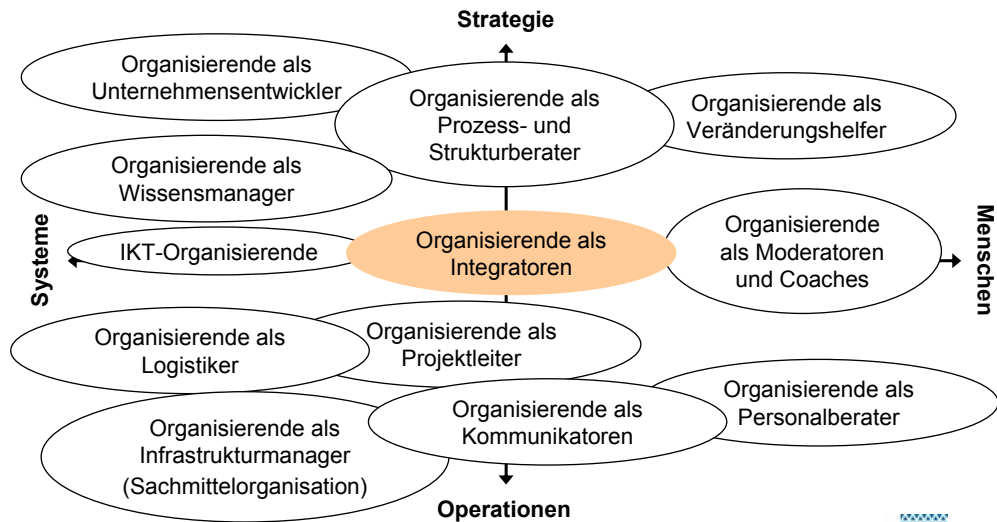 Strategie
Organisierende als
Unternehmensentwickler
Organisierende als
Prozess- und
Strukturberater
Organisierende als
Veränderungshelfer
Organisierende als
Wissensmanager
Systeme
IKT-Organisierende
Organisierende als
Integratoren
Organisierende
als Moderatoren
und Coaches
Menschen
Organisierende als
Logistiker
Organisierende als
Projektleiter
Organisierende als
Infrastrukturmanager
(Sachmittelorganisation)
Organisierende als
Kommunikatoren
Organisierende als
Personalberater
Operationen